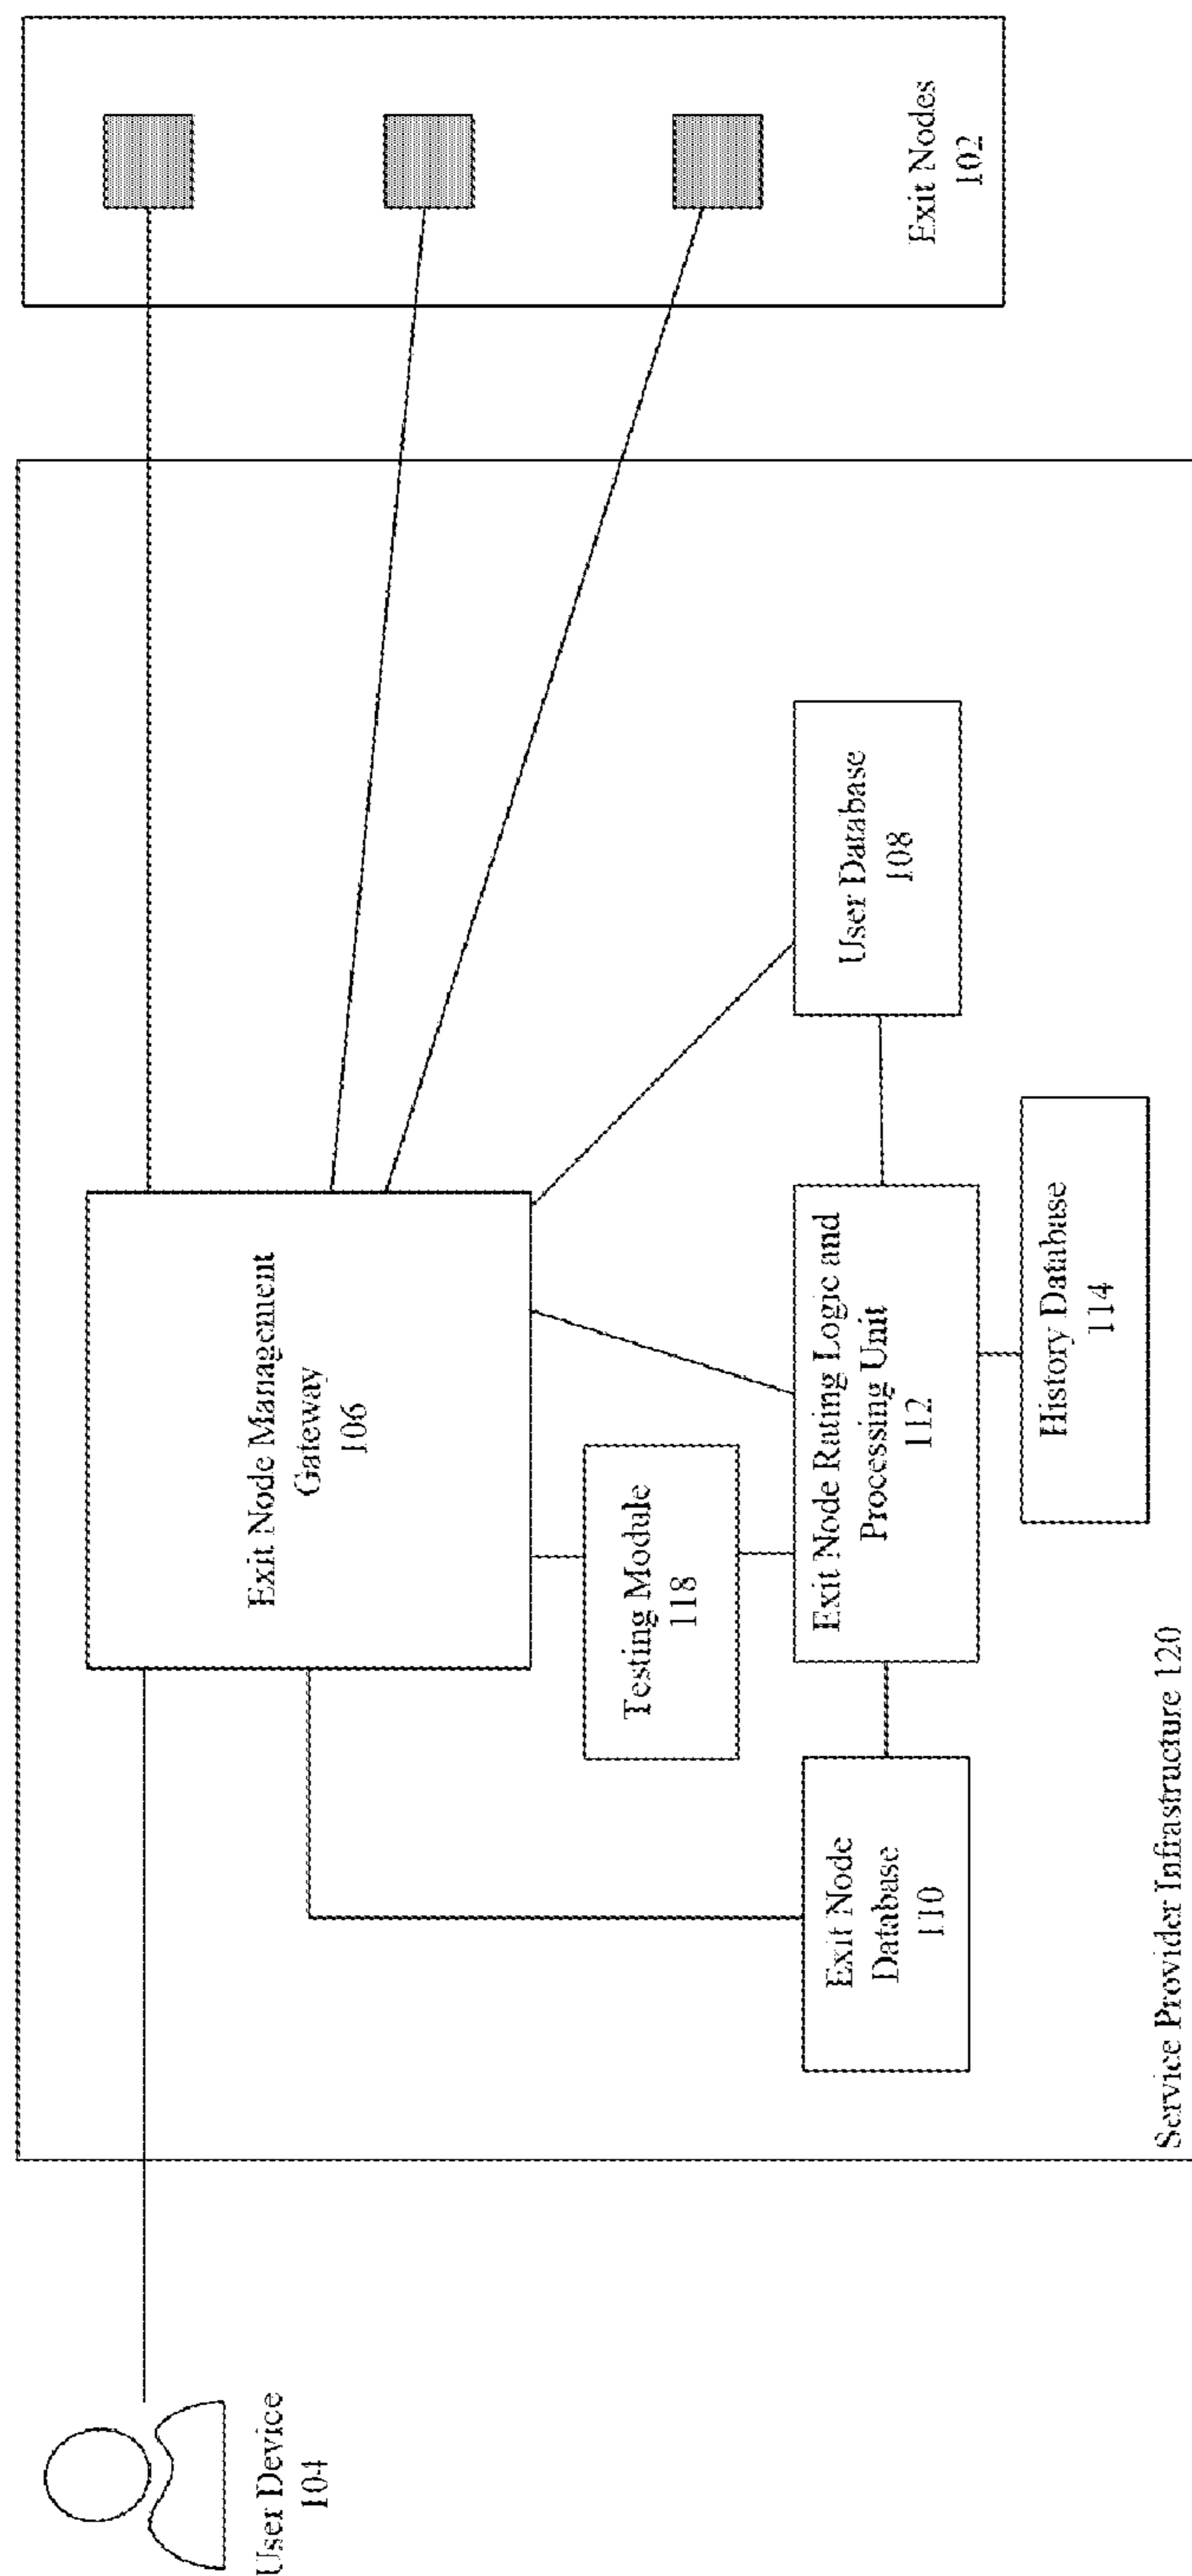 User Device
104
Exit Node Management
Gateway
106
Testing Module
118
Exit Node
Database
110
Exit Node Rating Logic and
Processing Unit
112
User Database
108
History Database
114
Service Provider Infrastructure 120
Exit Nodes
102